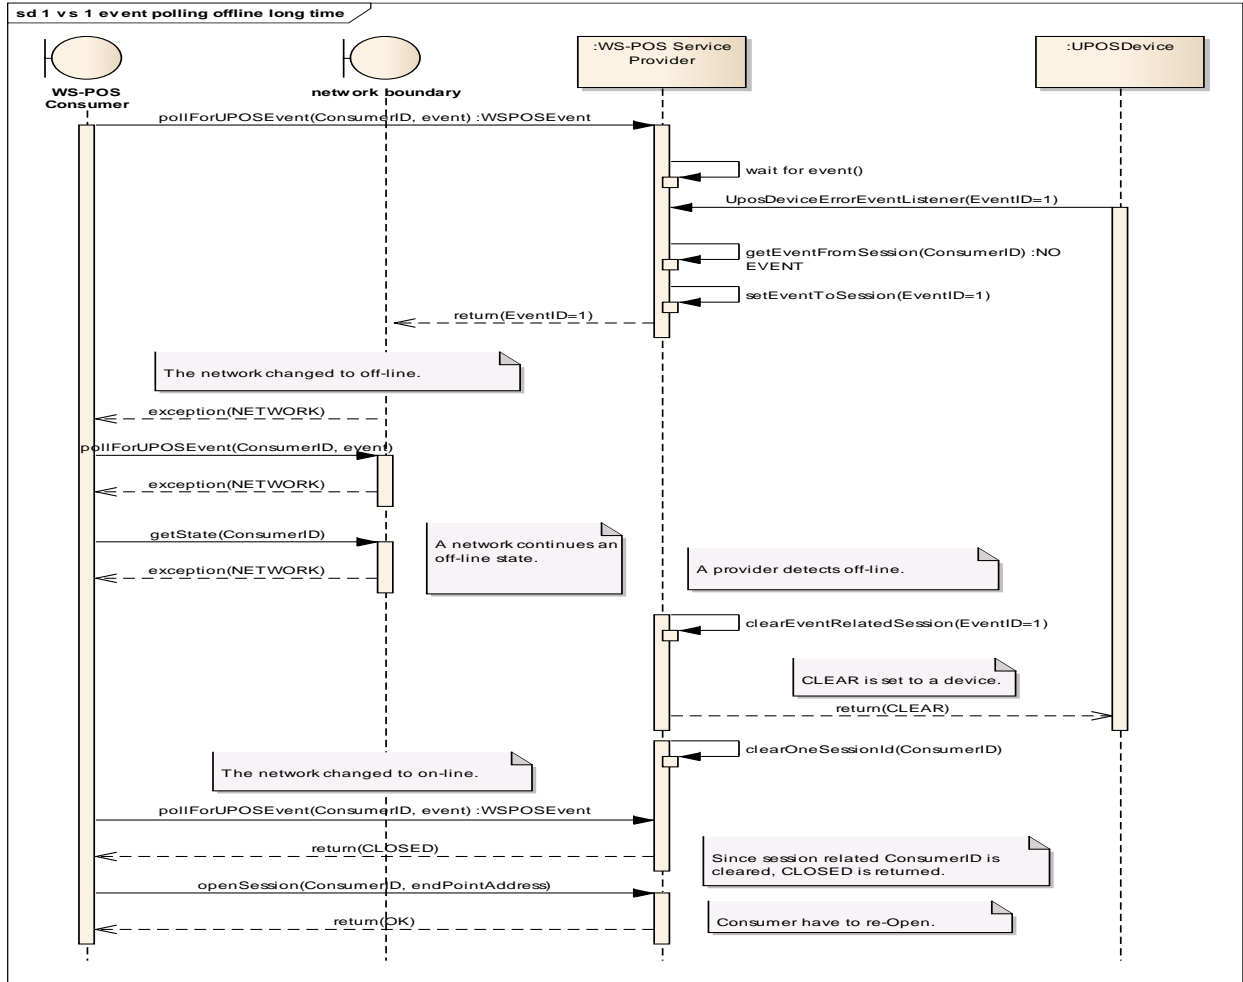 sd 1 vs 1 event polling offline long time
:WS-POS Service
Provider
:UPOSDevice
WS-POS
Consumer
network boundary
pollForUPOSEvent(ConsumerID, event) :WSPOSEvent
wait for event()
UposDeviceErrorEventListener(EventID=1)
getEventFromSession(ConsumerID) :NO
EVENT
setEventToSession(EventID=1)
return(EventID=1)
The network changed to off-line.
exception(NETWORK)
pollForUPOSEvent(ConsumerID, event)
exception(NETWORK)
getState(ConsumerID)
A network continues an
off-line state.
exception(NETWORK)
A provider detects off-line.
clearEventRelatedSession(EventID=1)
CLEAR is set to a device.
return(CLEAR)
clearOneSessionId(ConsumerID)
The network changed to on-line.
pollForUPOSEvent(ConsumerID, event) :WSPOSEvent
return(CLOSED)
Since session related ConsumerID is
cleared, CLOSED is returned.
openSession(ConsumerID, endPointAddress)
return(OK)
Consumer have to re-Open.